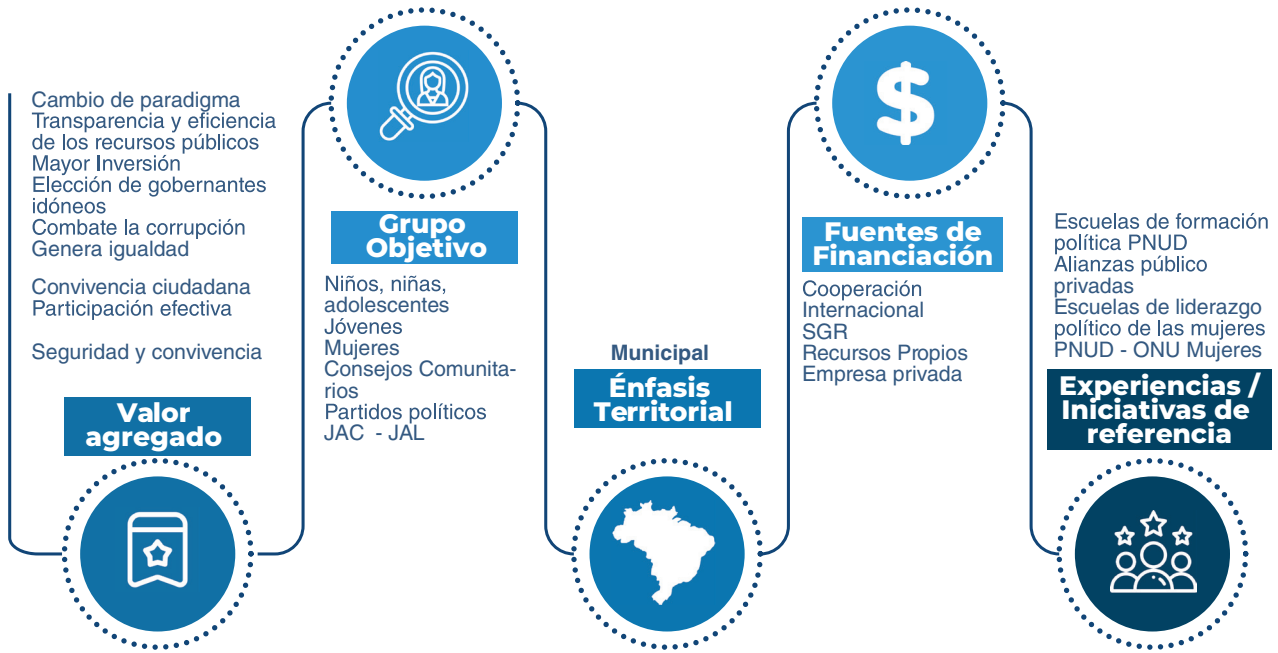 Cambio de paradigma
Transparencia y eficiencia
de los recursos públicos
Mayor Inversión
Elección de gobernantes
idóneos
Combate la corrupción
Genera igualdad
Convivencia ciudadana
Participación efectiva
Seguridad y convivencia
Valor
agregado
$
Grupo
Objetivo
Niños, niñas,
adolescentes
Jóvenes
Mujeres
Consejos Comunita-
rios
Partidos políticos
JAC - JAL
Municipal
Énfasis
Territorial
Fuentes de
Financiación
Cooperación
Internacional
SGR
Recursos Propios
Empresa privada
Escuelas de formación
política PNUD
Alianzas público
privadas
Escuelas de liderazgo
político de las mujeres
PNUD - ONU Mujeres
Experiencias /
Iniciativas de
referencia